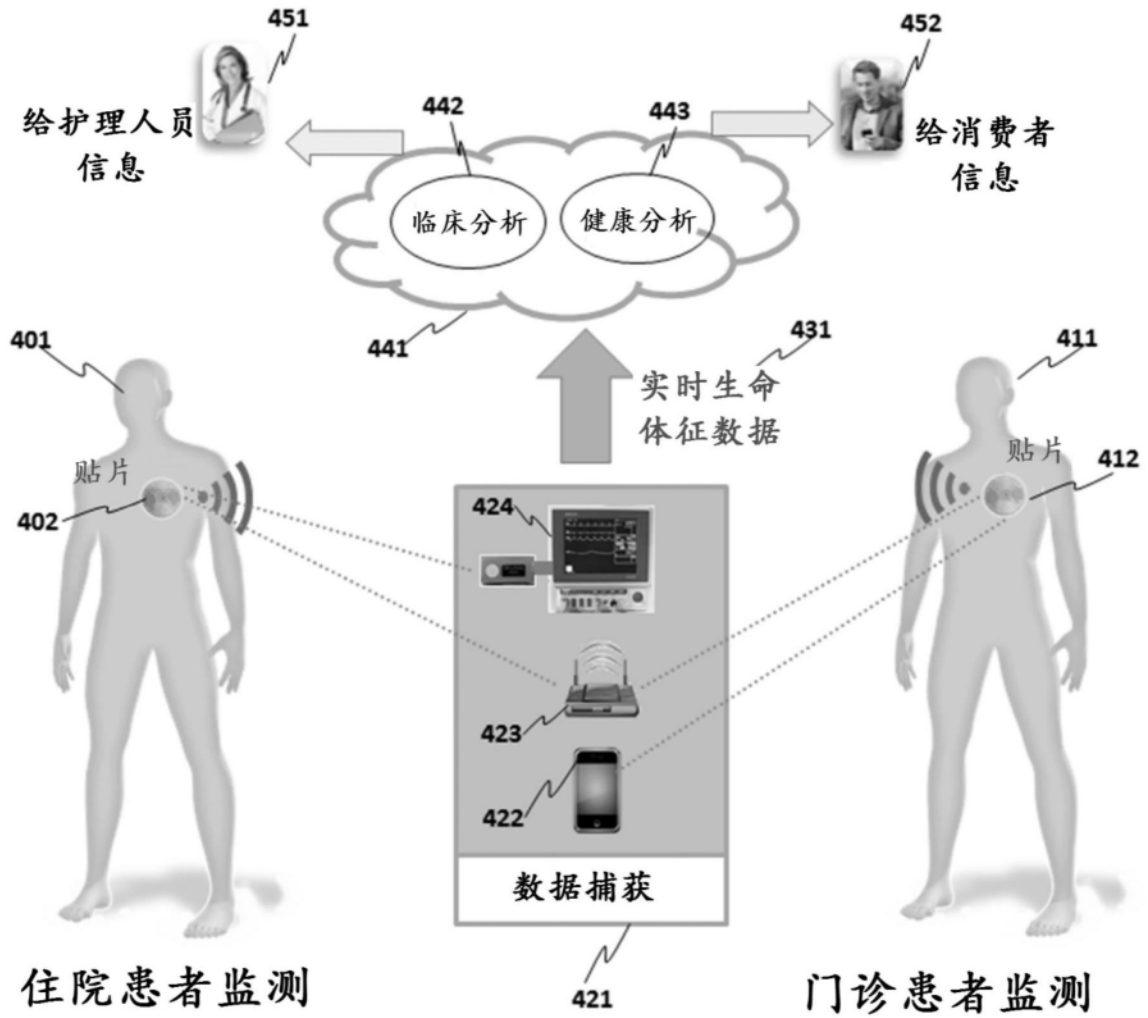 451
452
给护理人员
信息
442
443
给消费者
信息
临床分析
健康分析
441
431
401
411
实时生命
体征数据
贴片
贴片
402
412
424
423
422
数据捕获
421
住院患者监测
门诊患者监测